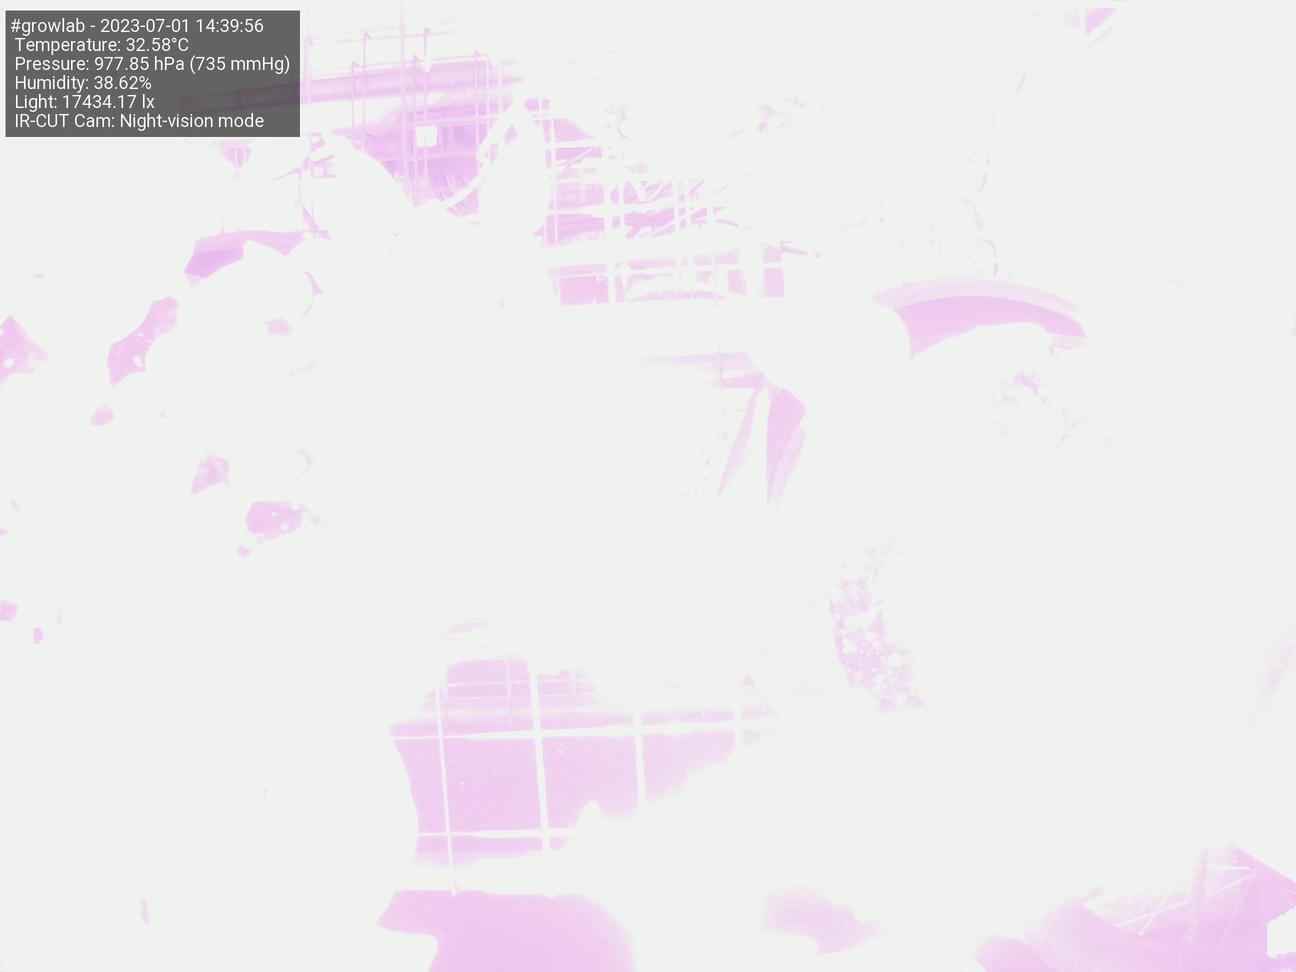 #growlab - 2023-07-01 14:39:56
Temperature: 32.58°C
Pressure: 977.85 hPa (735 mmHg)
Humidity: 38.62%
Light: 17434.17 lx
IR-CUT Cam: Night-vision mode